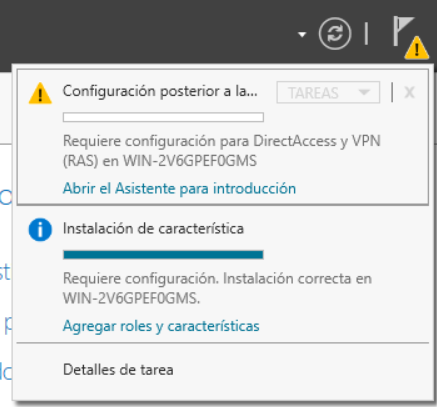 Configuración posterior a la...
TAREAS
X
Requiere configuración para DirectAccess y VPN
(RAS) en WIN-2V6GPEF0GMS
Abrir el Asistente para introducción
Instalación de característica
Requiere configuración. Instalación correcta en
WIN-2V6GPEF0GMS.
Agregar roles y características
Detalles de tarea